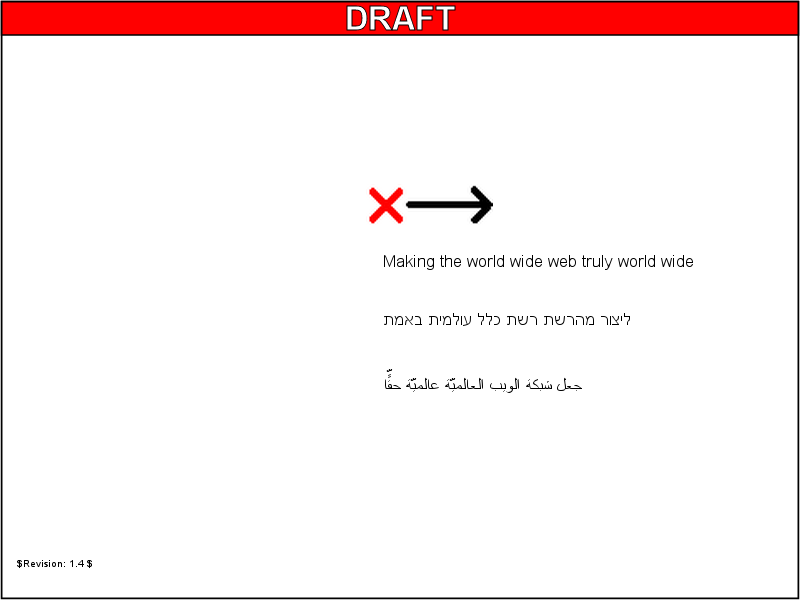 DRAFT
Making the world wide web truly world wide
ליצור מהרשת רשת כלל עולמית באמת
جعل شبكة الويب العالميّة عالميّة حقًّا
$Revision: 1.4 $